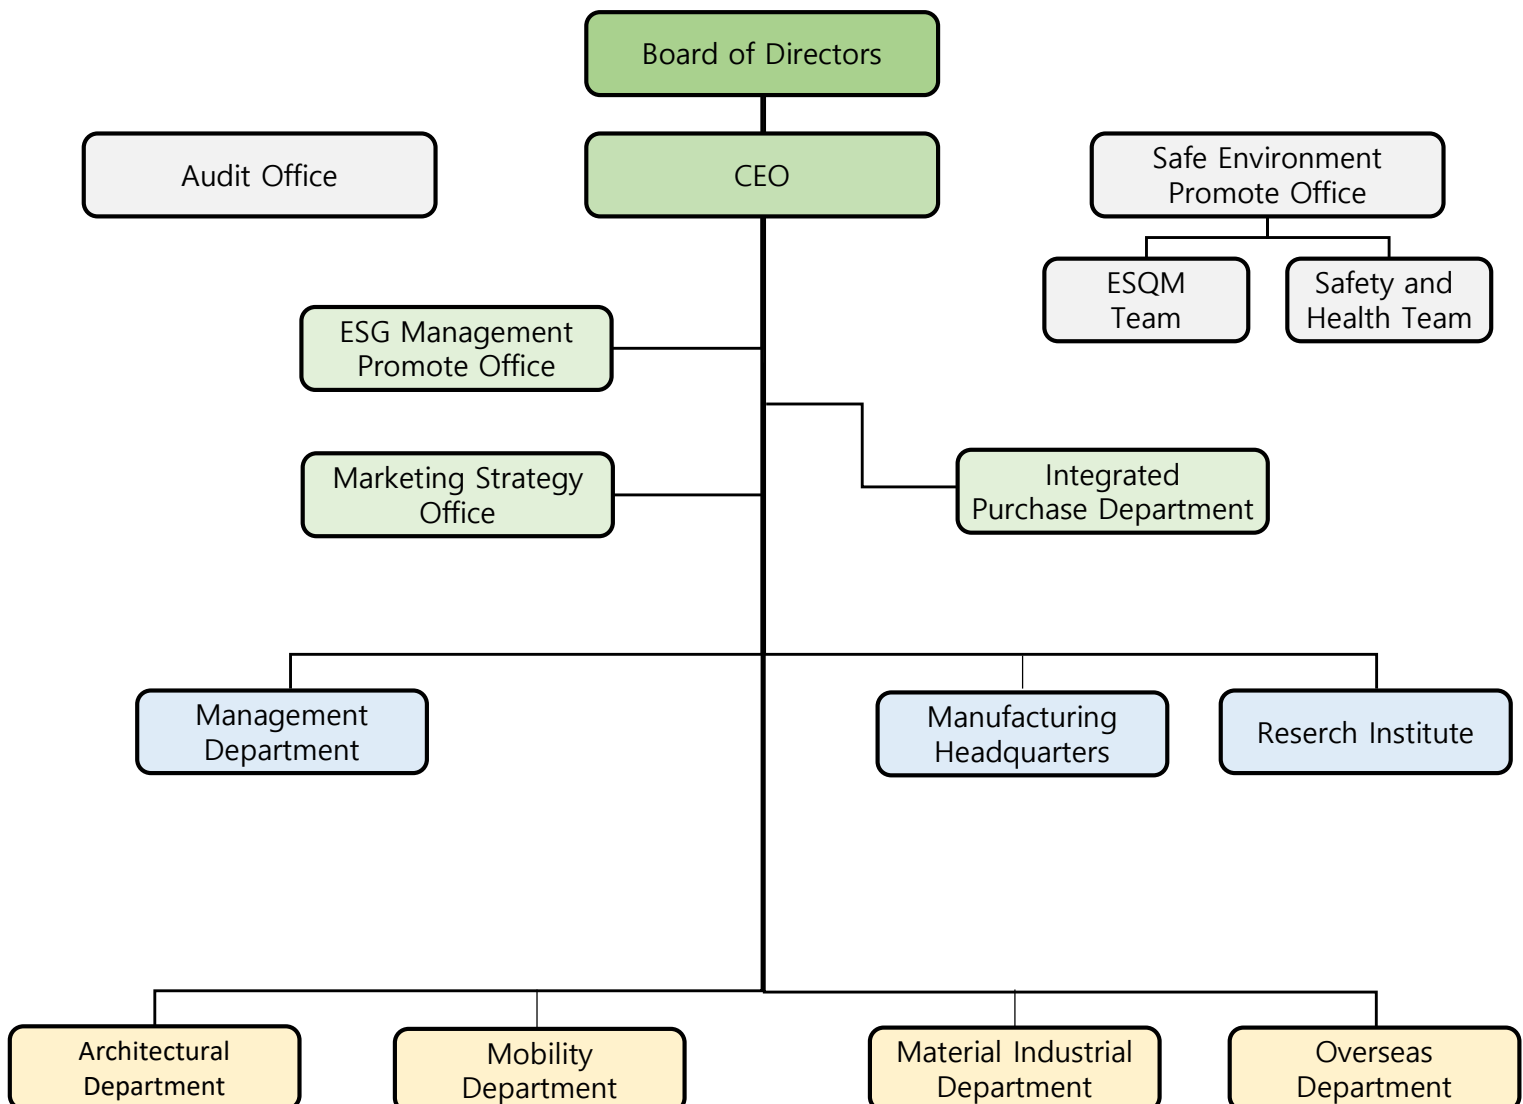 Board of Directors
Audit Office
CEO
Safe Environment
Promote Office
ESQM
Team
Safety and
Health Team
ESG Management
Promote Office
Marketing Strategy
Office
Integrated
Purchase Department
Management
Department
Manufacturing
Headquarters
Reserch Institute
Architectural
Department
Mobility
Department
Material Industrial
Department
Overseas
Department